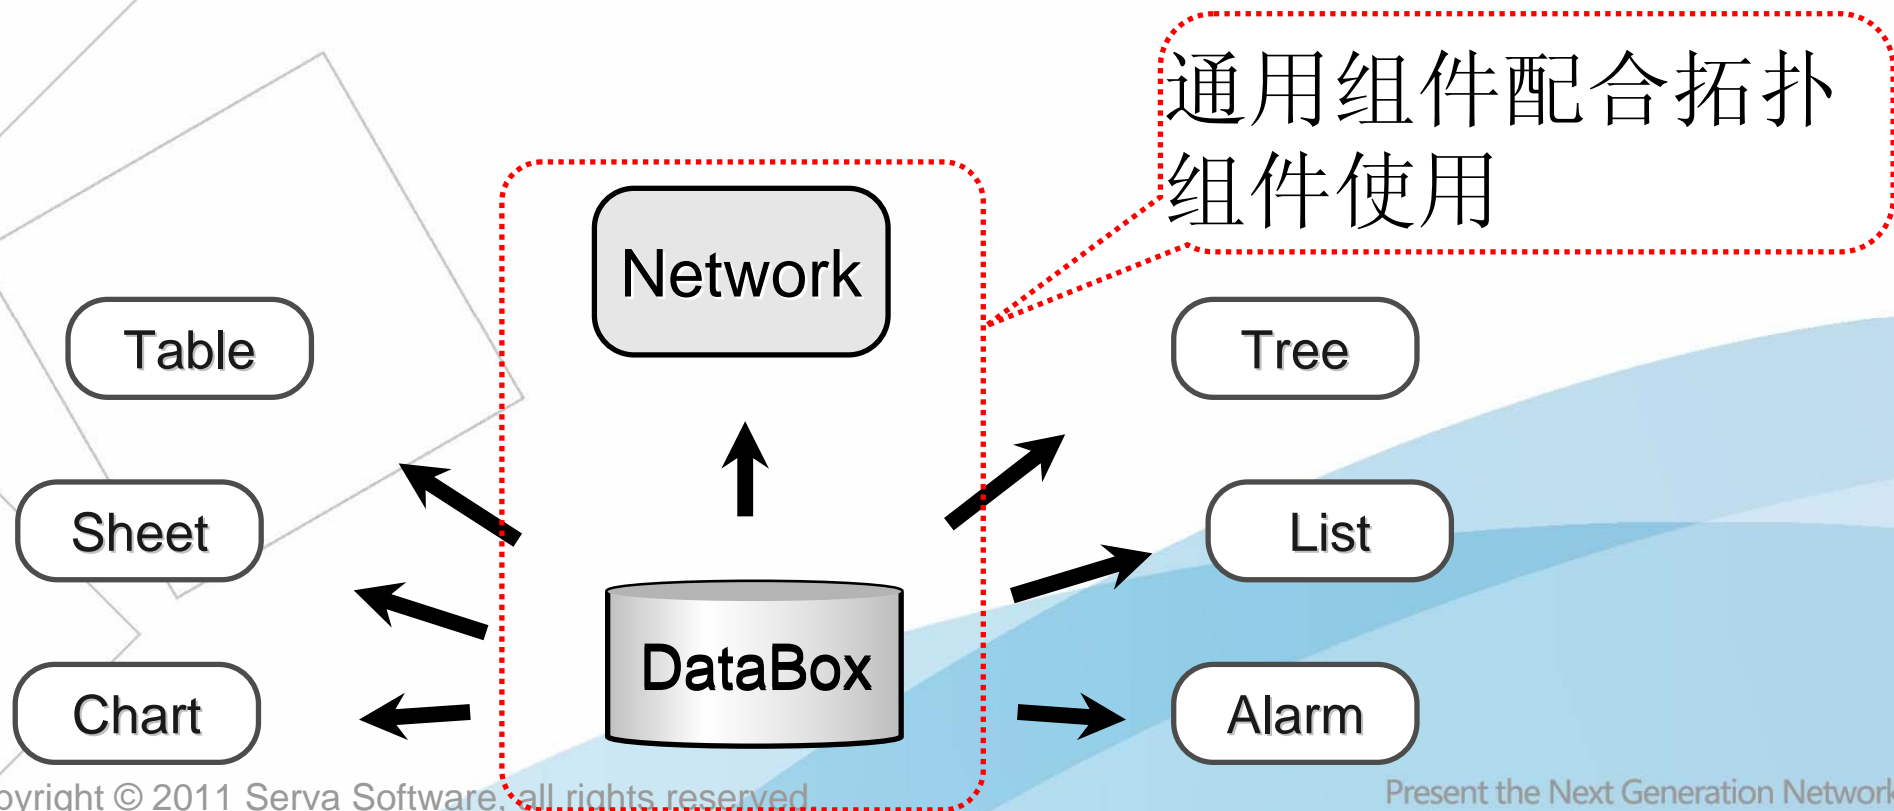 通用组件配合拓扑
组件使用
Network
Table
Tree
Sheet
List
DataBox
Chart
Alarm
opyright © 2011 Serva Software, all rights reserved.
Present the Next Generation Network